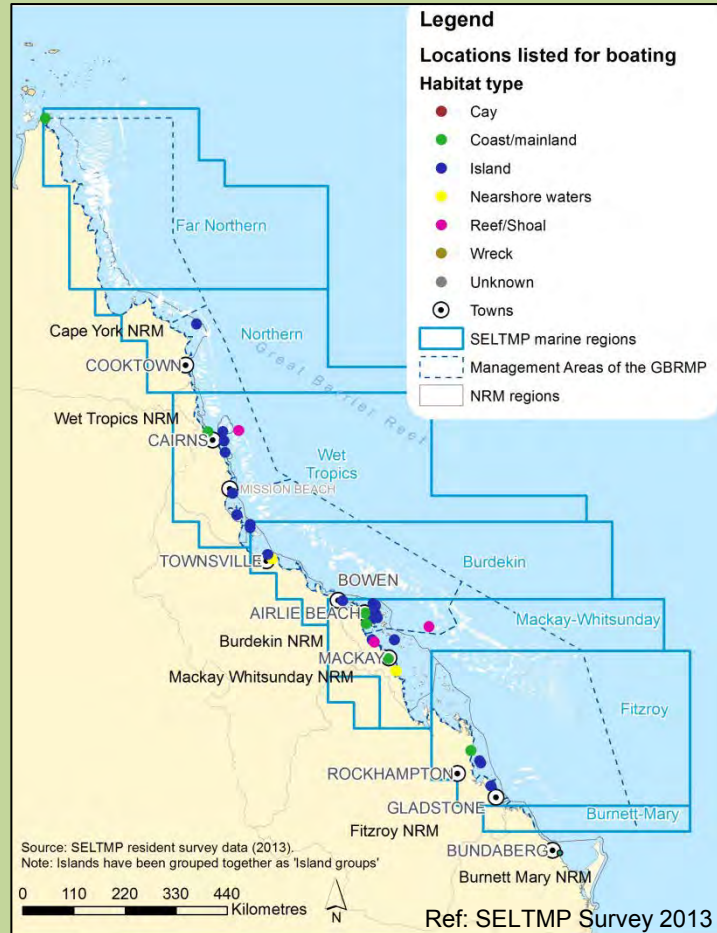 Legend
Locations listed for boating
Habitat type
Cay
Coast/mainland
Island
Nearshore waters
Reef/Shoal
Wreck
Unknown
Towns
SELTMP marine regions
Management Areas of the GBRMP
NRM regions
Far Northern
Cape York NRM
Northern
COOKTOWN
Great Barrier Reef
Wet Tropics NRM
CAIRNS
Wet
Tropics
MISSION BEACH
TOWNSVILLE
Burdekin
BOWEN
AIRLIE BEACH
Mackay-Whitsunday
Burdekin NRM
MACKAY
Mackay Whitsunday NRM
Fitzroy
ROCKHAMPTON
GLADSTONE
Burnett-Mary
Fitzroy NRM
BUNDABERG
Burnett Mary NRM
Source: SELTMP resident survey data (2013).
Note: Islands have been grouped together as 'Island groups'
0 110 220 330 440
Kilometres
N
Ref: SELTMP Survey 2013